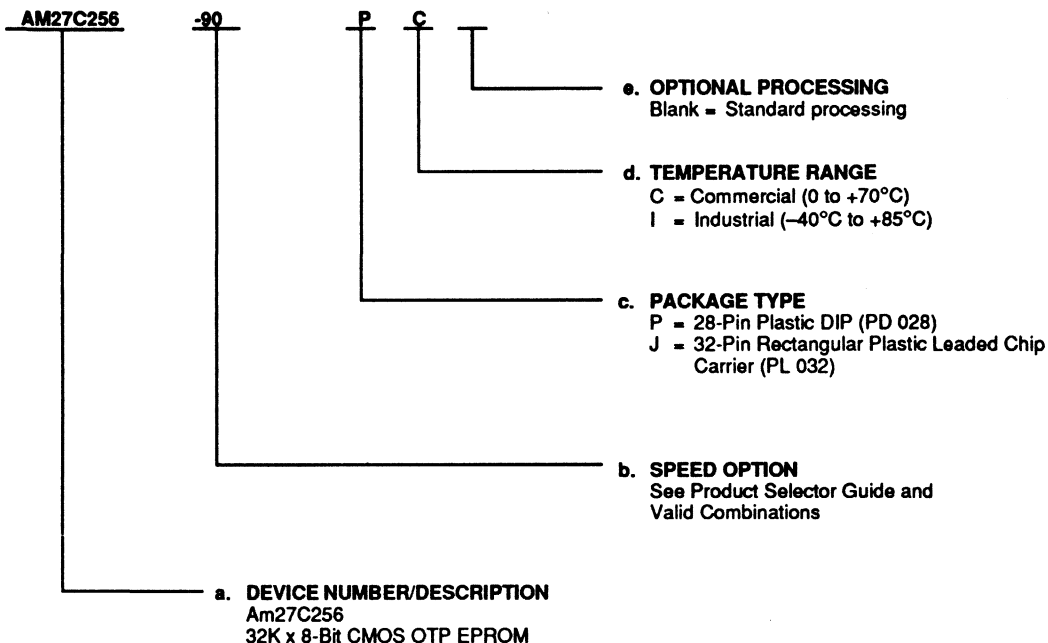 AM27C256 -90 P C
e. OPTIONAL PROCESSING
Blank = Standard processing
d. TEMPERATURE RANGE
C = Commercial (0 to +70°C)
I = Industrial (–40°C to +85°C)
c. PACKAGE TYPE
P = 28-Pin Plastic DIP (PD 028)
J = 32-Pin Rectangular Plastic Leaded Chip
Carrier (PL 032)
b. SPEED OPTION
See Product Selector Guide and
Valid Combinations
a. DEVICE NUMBER/DESCRIPTION
Am27C256
32K x 8-Bit CMOS OTP EPROM